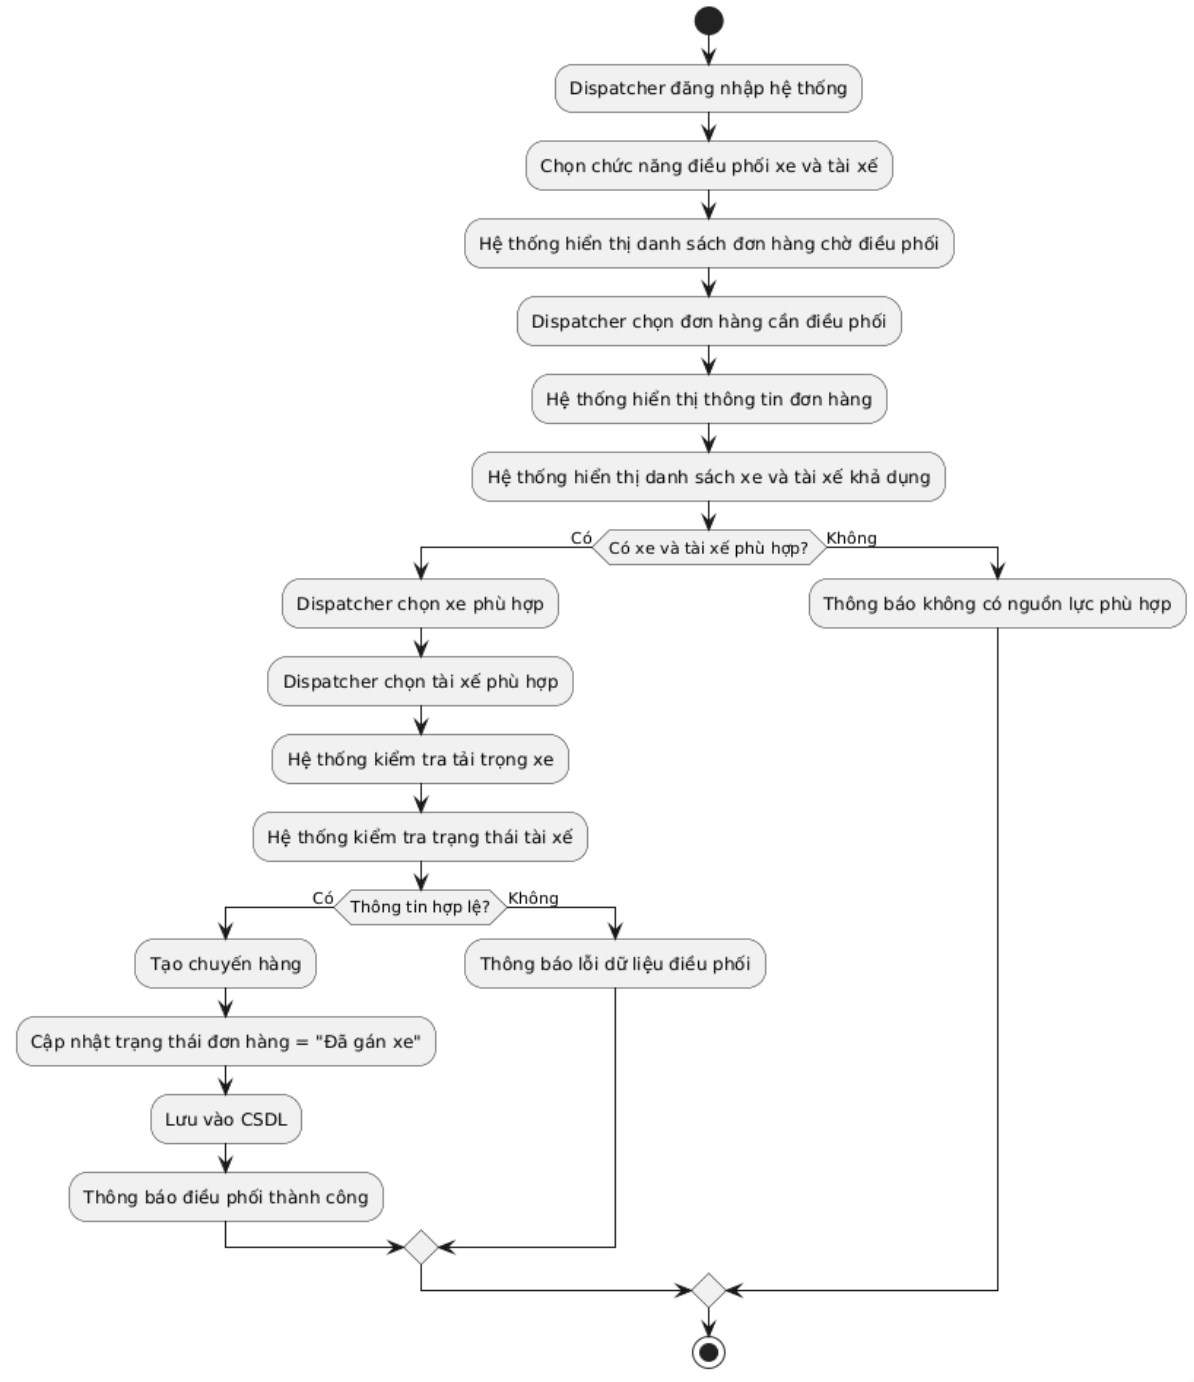 Dispatcher đăng nhập hệ thống
Chọn chức năng điều phối xe và tài xế
Hệ thống hiển thị danh sách đơn hàng chờ điều phối
Dispatcher chọn đơn hàng cần điều phối
Hệ thống hiển thị thông tin đơn hàng
Hệ thống hiển thị danh sách xe và tài xế khả dụng
Có
Có xe và tài xế phù hợp?
Không
Dispatcher chọn xe phù hợp
Thông báo không có nguồn lực phù hợp
Dispatcher chọn tài xế phù hợp
Hệ thống kiểm tra tải trọng xe
Hệ thống kiểm tra trạng thái tài xế
Có
Thông tin hợp lệ?
Không
Tạo chuyến hàng
Thông báo lỗi dữ liệu điều phối
Cập nhật trạng thái đơn hàng = "Đã gán xe"
Lưu vào CSDL
Thông báo điều phối thành công